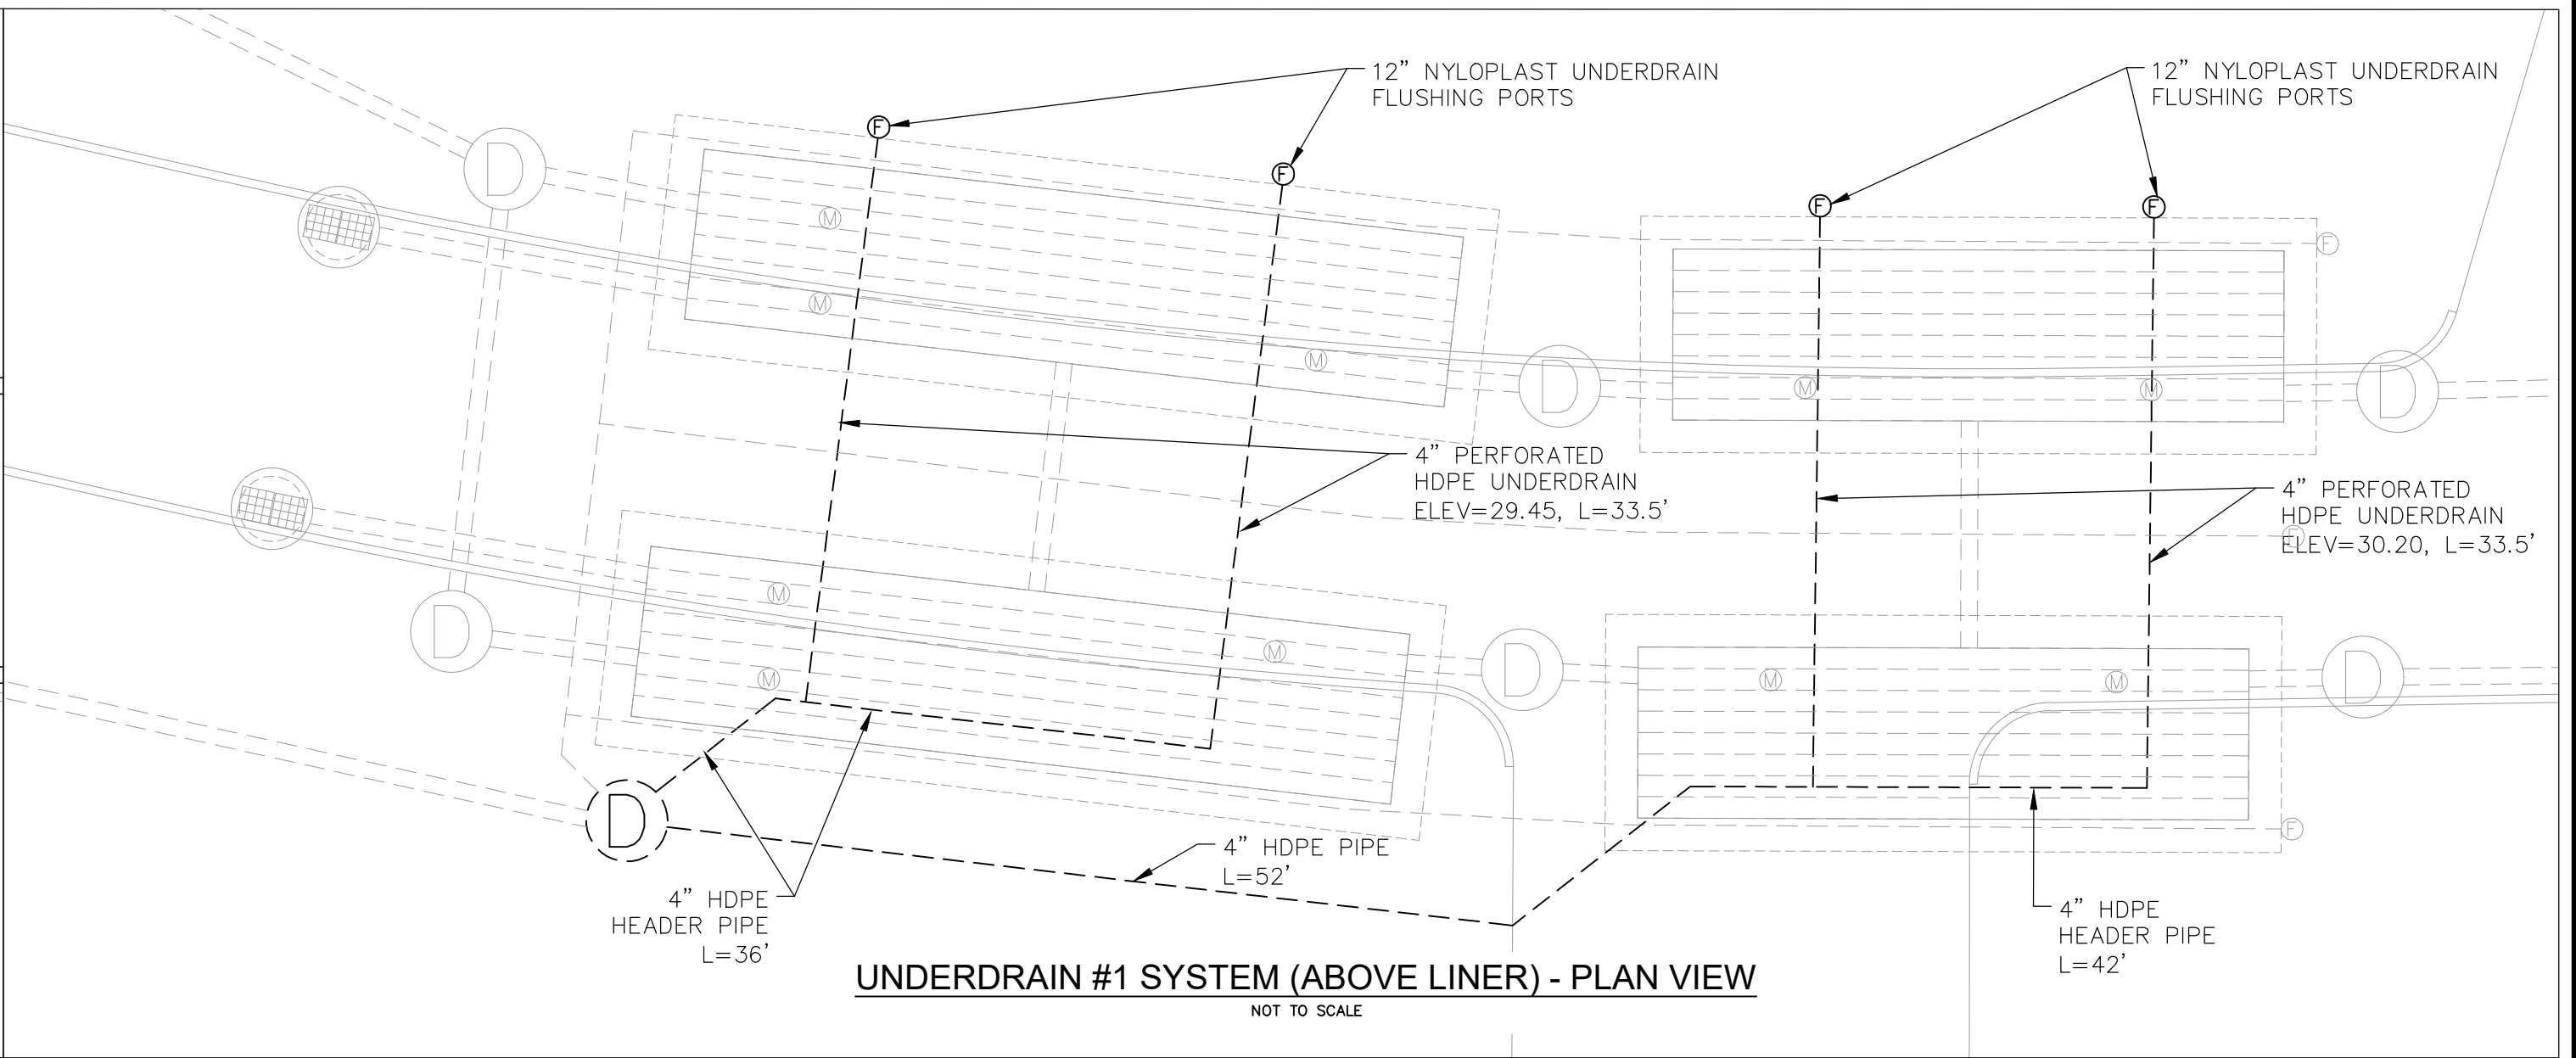 12” NYLOPLAST UNDERDRAIN
FLUSHING PORTS
12” NYLOPLAST UNDERDRAIN
FLUSHING PORTS
F
F
F
F
D
M
F
M
M
D
M
M
D
4” PERFORATED
HDPE UNDERDRAIN
ELEV=29.45, L=33.5’
4” PERFORATED
HDPE UNDERDRAIN
ELEV=30.20, L=33.5’
F
M
D
M
D
M
M
M
D
D
F
4” HDPE PIPE
L=52’
4” HDPE
HEADER PIPE
L=36’
4” HDPE
HEADER PIPE
L=42’
UNDERDRAIN #1 SYSTEM (ABOVE LINER) - PLAN VIEW
NOT TO SCALE